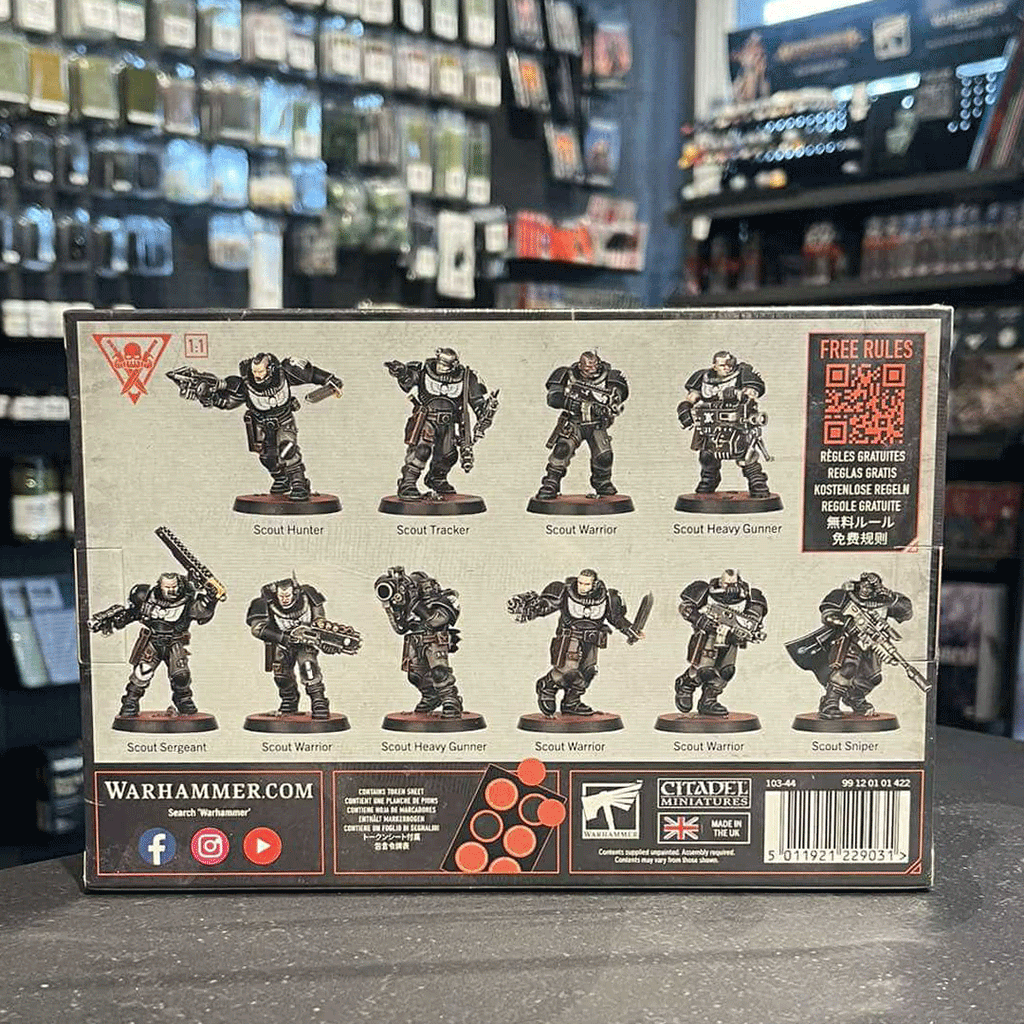 1:1
FREE RULES
RÈGLES GRATUITES
REGLAS GRATIS
KOSTENLOSE REGELN
REGOLE GRATUITE
無料ルール
免费规则
Scout Hunter
Scout Tracker
Scout Warrior
Scout Heavy Gunner
Scout Sergeant
Scout Warrior
Scout Heavy Gunner
Scout Warrior
Scout Warrior
Scout Sniper
WARHAMMER.COM
Search 'Warhammer'
CONTAINS TOKEN SHEET
CONTIENT UNE PLANCHE DE PIONS
CONTIENE HOJA DE MARCADORES
ENTHÄLT MARKERBOGEN
CONTIENE UN FOGLIO DI SEGNALINI
トークンシート付属
包含令牌表
WARHAMMER
CITADEL
MINIATURES
MADE IN
THE UK
Contents supplied unpainted. Assembly required.
Contents may vary from those shown.
103-44
99 12 01 01 422
5 011921 229031 >